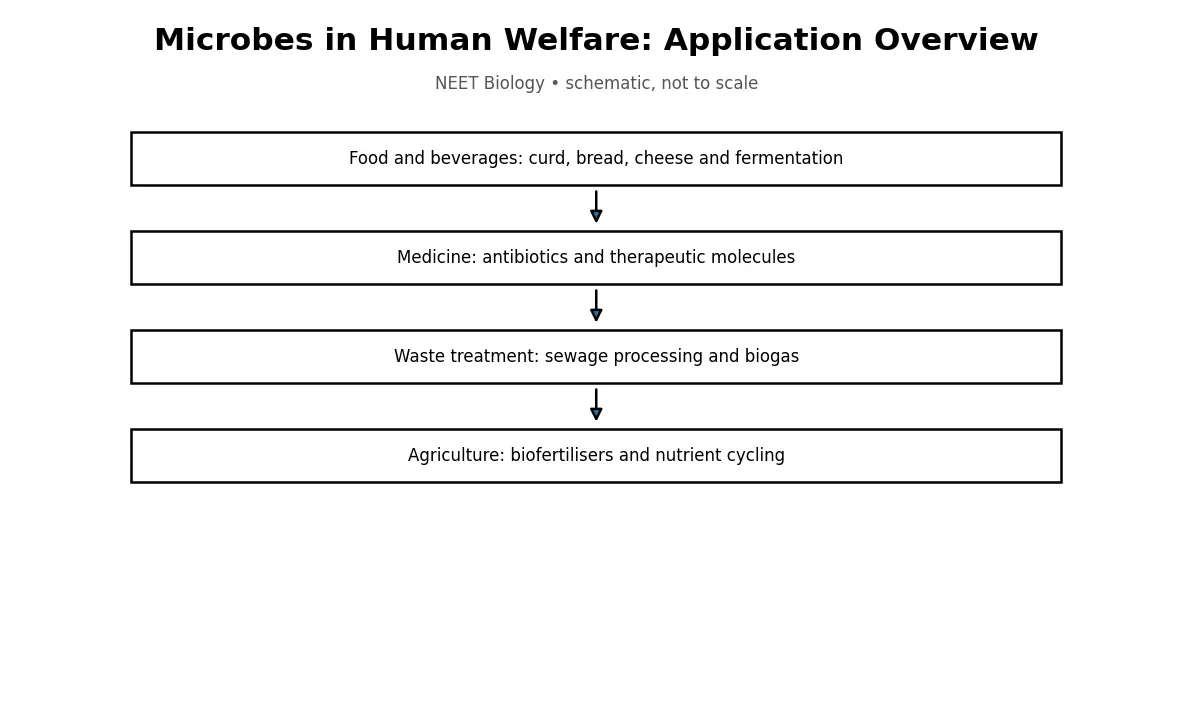 Microbes in Human Welfare: Application Overview
NEET Biology • schematic, not to scale
Food and beverages: curd, bread, cheese and fermentation
Medicine: antibiotics and therapeutic molecules
Waste treatment: sewage processing and biogas
Agriculture: biofertilisers and nutrient cycling